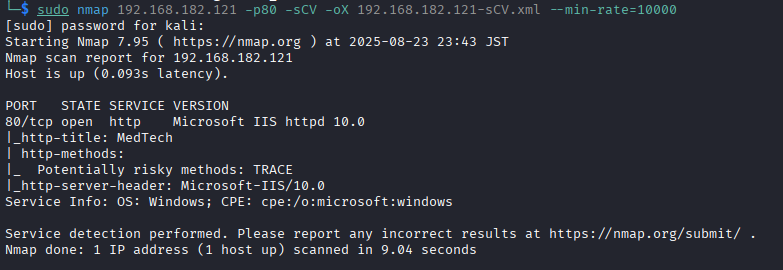 └─$ sudo nmap 192.168.182.121 -p80 -sCV -oX 192.168.182.121-sCV.xml --min-rate=10000
[sudo] password for kali:
Starting Nmap 7.95 ( https://nmap.org ) at 2025-08-23 23:43 JST
Nmap scan report for 192.168.182.121
Host is up (0.093s latency).

PORT   STATE SERVICE VERSION
80/tcp open  http    Microsoft IIS httpd 10.0
|_http-title: MedTech
| http-methods:
|_  Potentially risky methods: TRACE
|_http-server-header: Microsoft-IIS/10.0
Service Info: OS: Windows; CPE: cpe:/o:microsoft:windows

Service detection performed. Please report any incorrect results at https://nmap.org/submit/ .
Nmap done: 1 IP address (1 host up) scanned in 9.04 seconds